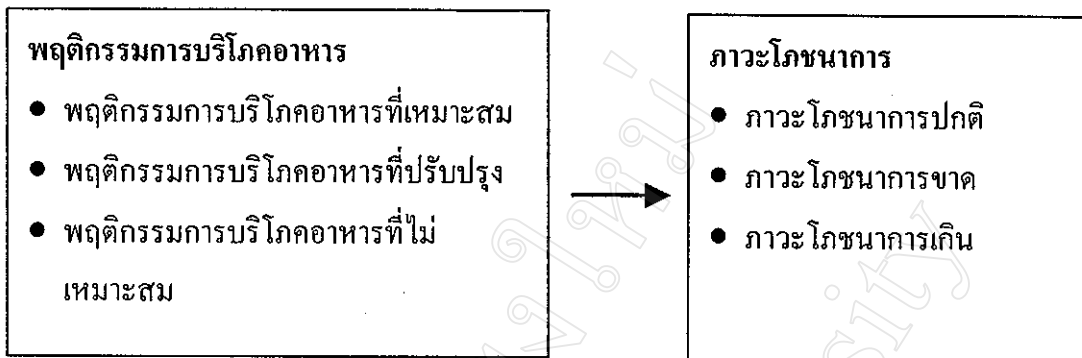 พฤติกรรมการบริโภคอาหาร
● พฤติกรรมการบริโภคอาหารที่เหมาะสม
● พฤติกรรมการบริโภคอาหารที่ปรับปรุง
● พฤติกรรมการบริโภคอาหารที่ไม่
เหมาะสม
ภาวะโภชนาการ
● ภาวะโภชนาการปกติ
● ภาวะโภชนาการขาด
● ภาวะโภชนาการเกิน